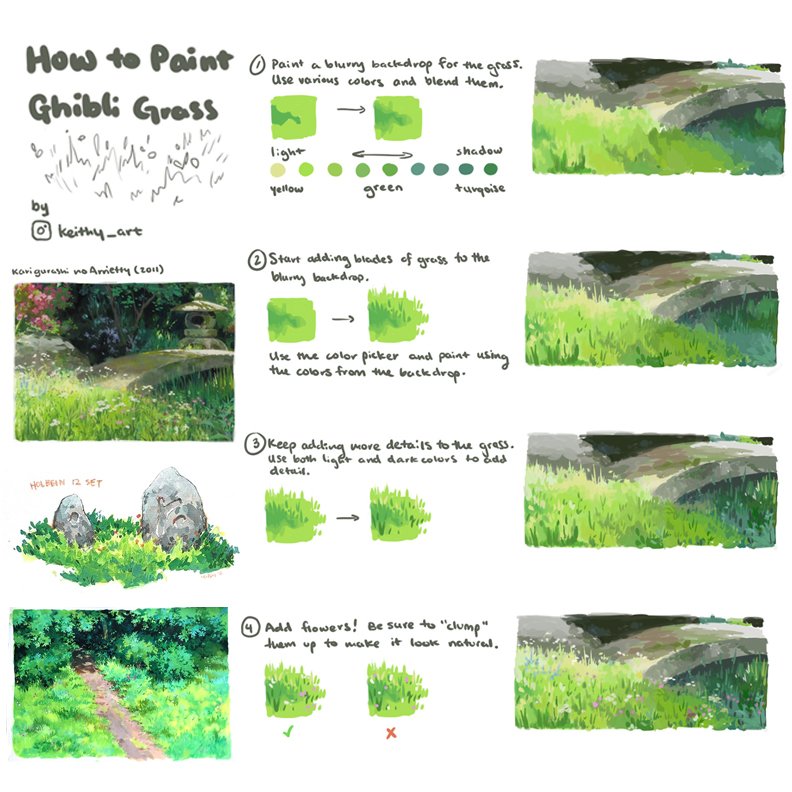 How to Paint
Ghibli Grass
by
keithy_art
Karigurashi no Arrietty (2011)
HOLBEIN 12 SET
1 Paint a blurry backdrop for the grass.
Use various colors and blend them.
light shadow
yellow green turqoise
2 Start adding blades of grass to the
blurry backdrop.
Use the color picker and paint using
the colors from the backdrop.
3 Keep adding more details to the grass.
Use both light and dark colors to add
detail.
4 Add flowers! Be sure to "clump"
them up to make it look natural.